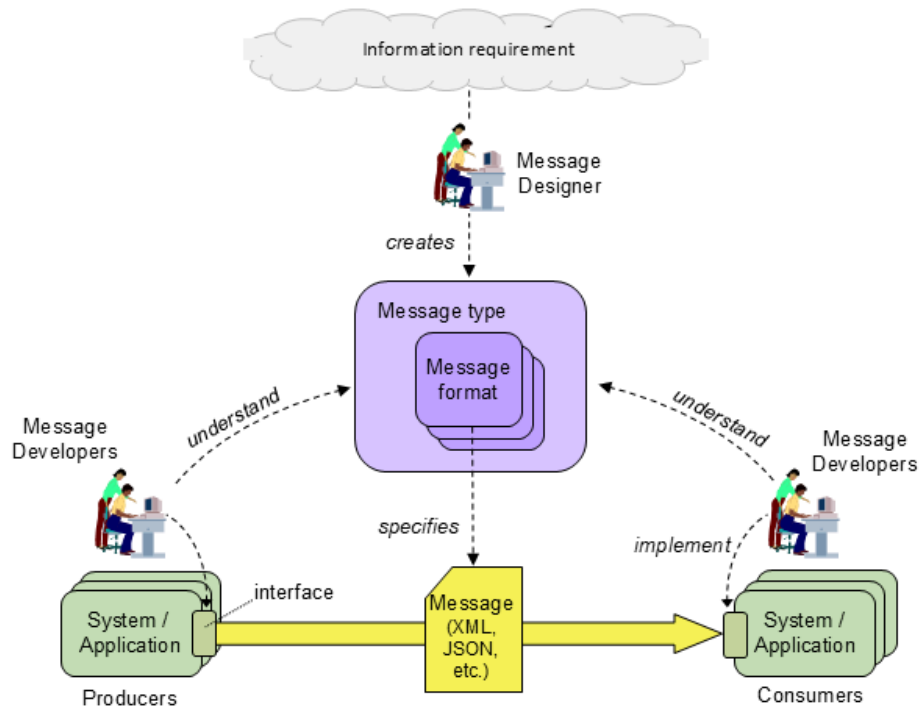 Information requirement
Message
Designer
creates
Message type
Message
format
understand
understand
Message
Developers
Message
Developers
specifies
implement
interface
System /
Application
Message
(XML,
JSON,
etc.)
System /
Application
Producers
Consumers